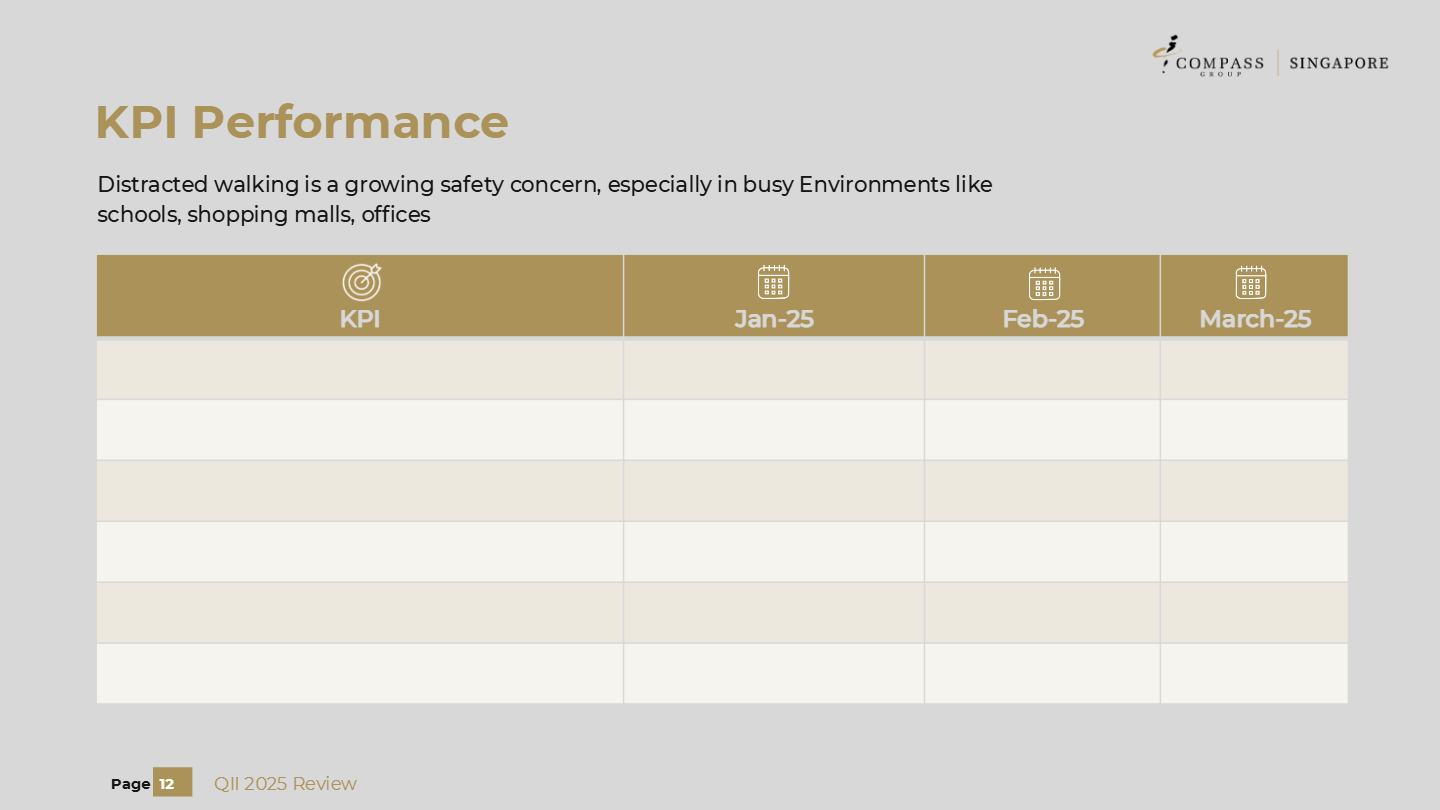 COMPASS
GROUP
SINGAPORE
KPI Performance
Distracted walking is a growing safety concern, especially in busy Environments like
schools, shopping malls, offices
KPI
Jan-25
Feb-25
March-25
Page 12
QII 2025 Review